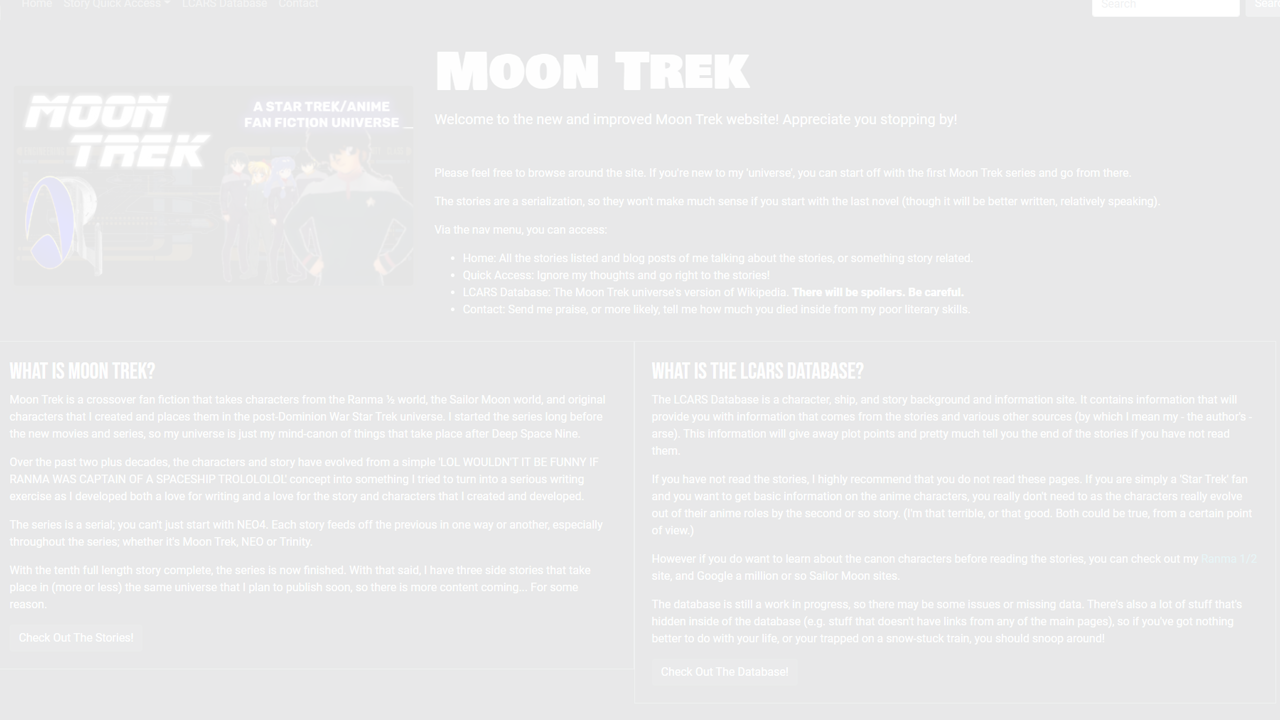 Home Story Quick Access LCARS Database Contact
Search Sear
MOON TREK
A STAR TREK/ANIME
FAN FICTION UNIVERSE
Moon Trek
Welcome to the new and improved Moon Trek website! Appreciate you stopping by!
Please feel free to browse around the site. If you're new to my 'universe', you can start off with the first Moon Trek series and go from there.
The stories are a serialization, so they won't make much sense if you start with the last novel (though it will be better written, relatively speaking).
Via the nav menu, you can access:
• Home: All the stories listed and blog posts of me talking about the stories, or something story related.
• Quick Access: Ignore my thoughts and go right to the stories!
• LCARS Database: The Moon Trek universe's version of Wikipedia. There will be spoilers. Be careful.
• Contact: Send me praise, or more likely, tell me how much you died inside from my poor literary skills.
WHAT IS MOON TREK?
Moon Trek is a crossover fan fiction that takes characters from the Ranma ½ world, the Sailor Moon world, and original
characters that I created and places them in the post-Dominion War Star Trek universe. I started the series long before
the new movies and series, so my universe is just my mind-canon of things that take place after Deep Space Nine.
Over the past two plus decades, the characters and story have evolved from a simple 'LOL WOULDN'T IT BE FUNNY IF
RANMA WAS CAPTAIN OF A SPACESHIP TROLOLOLOL' concept into something I tried to turn into a serious writing
exercise as I developed both a love for writing and a love for the story and characters that I created and developed.
The series is a serial; you can't just start with NEO4. Each story feeds off the previous in one way or another, especially
throughout the series; whether it's Moon Trek, NEO or Trinity.
With the tenth full length story complete, the series is now finished. With that said, I have three side stories that take
place in (more or less) the same universe that I plan to publish soon, so there is more content coming... For some
reason.
Check Out The Stories!
WHAT IS THE LCARS DATABASE?
The LCARS Database is a character, ship, and story background and information site. It contains information that will
provide you with information that comes from the stories and various other sources (by which I mean my - the author's -
arse). This information will give away plot points and pretty much tell you the end of the stories if you have not read
them.
If you have not read the stories, I highly recommend that you do not read these pages. If you are simply a 'Star Trek' fan
and you want to get basic information on the anime characters, you really don't need to as the characters really evolve
out of their anime roles by the second or so story. (I'm that terrible, or that good. Both could be true, from a certain point
of view.)
However if you do want to learn about the canon characters before reading the stories, you can check out my Ranma 1/2
site, and Google a million or so Sailor Moon sites.
The database is still a work in progress, so there may be some issues or missing data. There's also a lot of stuff that's
hidden inside of the database (e.g. stuff that doesn't have links from any of the main pages), so if you've got nothing
better to do with your life, or your trapped on a snow-stuck train, you should snoop around!
Check Out The Database!